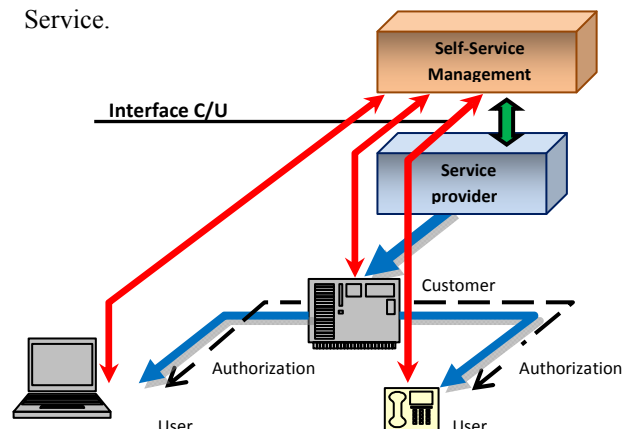 Service.
Self-Service
Management
Interface C/U
Service
provider
Customer
Authorization
Authorization
User
User